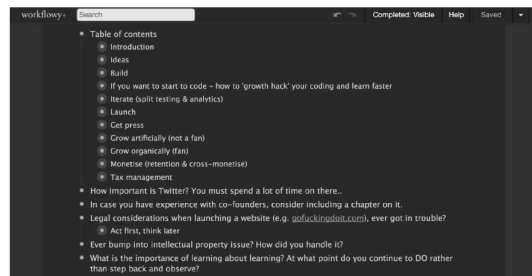 workflowy+ Search Completed: Visible Help Saved
Table of contents
Introduction
Ideas
Build
If you want to start to code - how to 'growth hack' your coding and learn faster
Iterate (split testing & analytics)
Launch
Get press
Grow artificially (not a fan)
Grow organically (fan)
Monetise (retention & cross-monetise)
Tax management
How important is Twitter? You must spend a lot of time on there..
In case you have experience with co-founders, consider including a chapter on it.
Legal considerations when launching a website (e.g. gofuckingdoit.com), ever got in trouble?
Act first, think later
Ever bump into intellectual property issue? How did you handle it?
What is the importance of learning about learning? At what point do you continue to DO rather
than step back and observe?